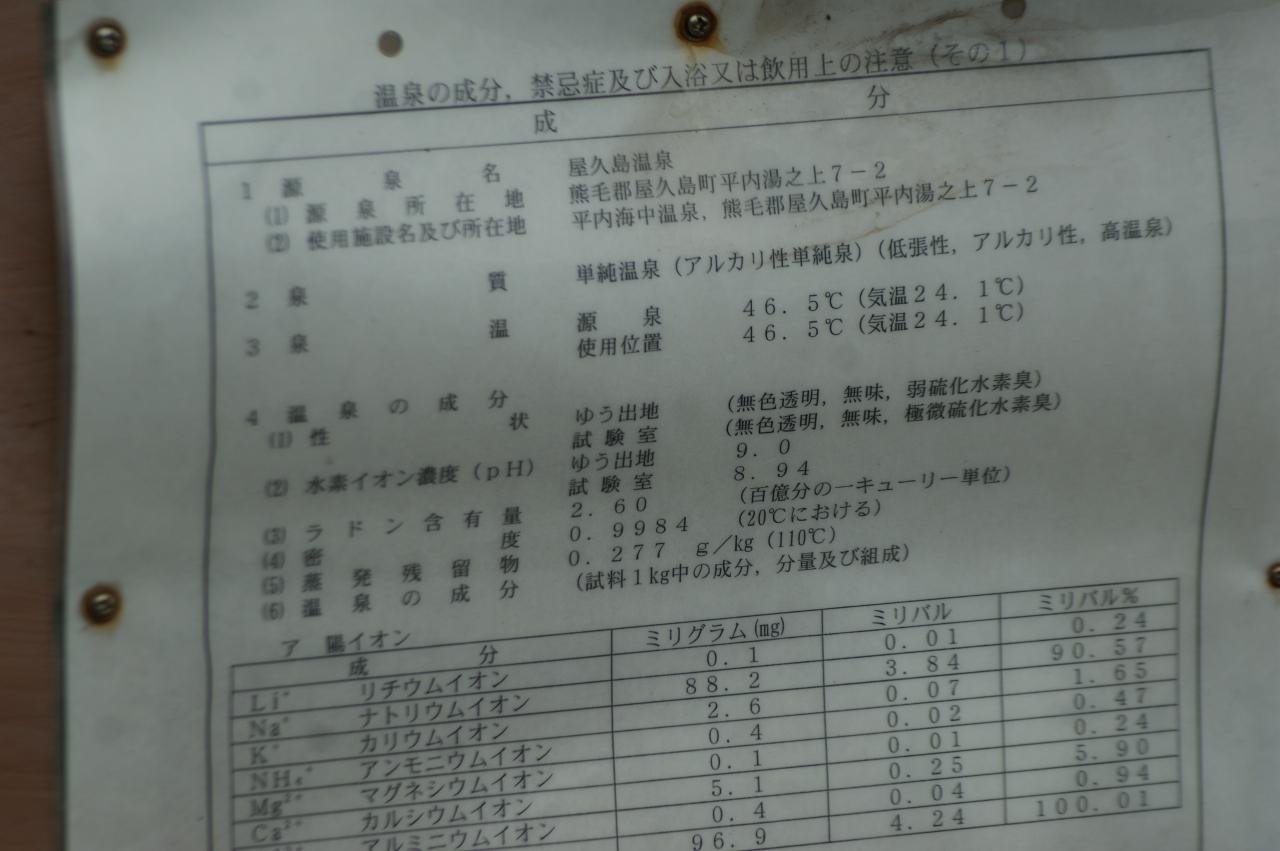 温泉の成分，禁忌症及び入浴又は飲用上の注意（その１）
成 分
１ 源 泉 名 屋久島温泉
⑴ 源 泉 所 在 地 熊毛郡屋久島町平内湯之上７－２
⑵ 使用施設名及び所在地 平内海中温泉，熊毛郡屋久島町平内湯之上７－２
２ 泉 質 単純温泉（アルカリ性単純泉）（低張性，アルカリ性，高温泉）
３ 泉 温 源 泉 ４６．５℃（気温２４．１℃）
使用位置 ４６．５℃（気温２４．１℃）
４ 温 泉 の 成 分
⑴ 性 状 ゆう出地 （無色透明，無味，弱硫化水素臭）
試 験 室 （無色透明，無味，極微硫化水素臭）
⑵ 水素イオン濃度（ｐＨ） ゆう出地 ９．０
試 験 室 ８．９４
⑶ ラ ド ン 含 有 量 ２．６０ （百億分の一キューリー単位）
⑷ 密 度 ０．９９８４ （20℃における）
⑸ 蒸 発 残 留 物 ０．２７７ ｇ／kg（110℃）
⑹ 温 泉 の 成 分 （試料１kg中の成分，分量及び組成）
ア 陽イオン
成 分 ミリグラム(mg) ミリバル ミリバル％
Li⁺ リチウムイオン ０．１ ０．０１ ０．２４
Na⁺ ナトリウムイオン ８８．２ ３．８４ ９０．５７
K⁺ カリウムイオン ２．６ ０．０７ １．６５
NH₄⁺ アンモニウムイオン ０．４ ０．０２ ０．４７
Mg²⁺ マグネシウムイオン ０．１ ０．０１ ０．２４
Ca²⁺ カルシウムイオン ５．１ ０．２５ ５．９０
アルミニウムイオン ０．４ ０．０４ ０．９４
９６．９ ４．２４ １００．０１